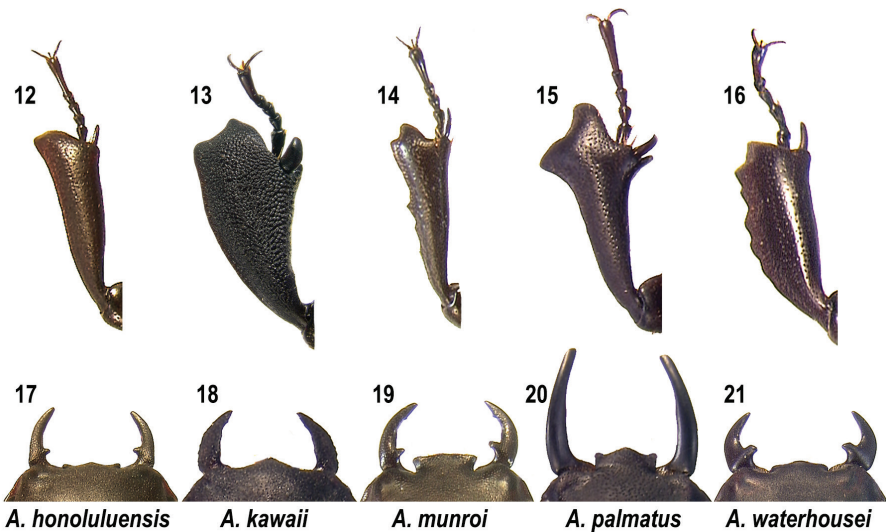 12 13 14 15 16
17 18 19 20 21
A. honoluluensis A. kawaii A. munroi A. palmatus A. waterhousei